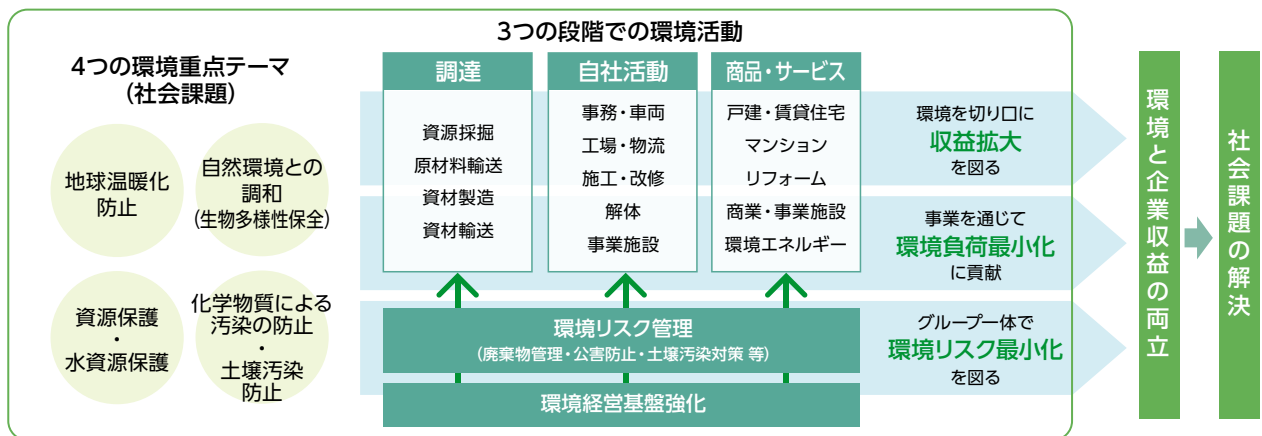 4つの環境重点テーマ
(社会課題)
地球温暖化
防止
自然環境との
調和
(生物多様性保全)
資源保護
・
水資源保護
化学物質による
汚染の防止
・
土壌汚染
防止
3つの段階での環境活動
調達
資源採掘
原材料輸送
資材製造
資材輸送
自社活動
事務・車両
工場・物流
施工・改修
解体
事業施設
商品・サービス
戸建・賃貸住宅
マンション
リフォーム
商業・事業施設
環境エネルギー
環境リスク管理
(廃棄物管理・公害防止・土壌汚染対策 等)
環境経営基盤強化
環境を切り口に
収益拡大
を図る
事業を通じて
環境負荷最小化
に貢献
グループ一体で
環境リスク最小化
を図る
環境と企業収益の両立
社会課題の解決